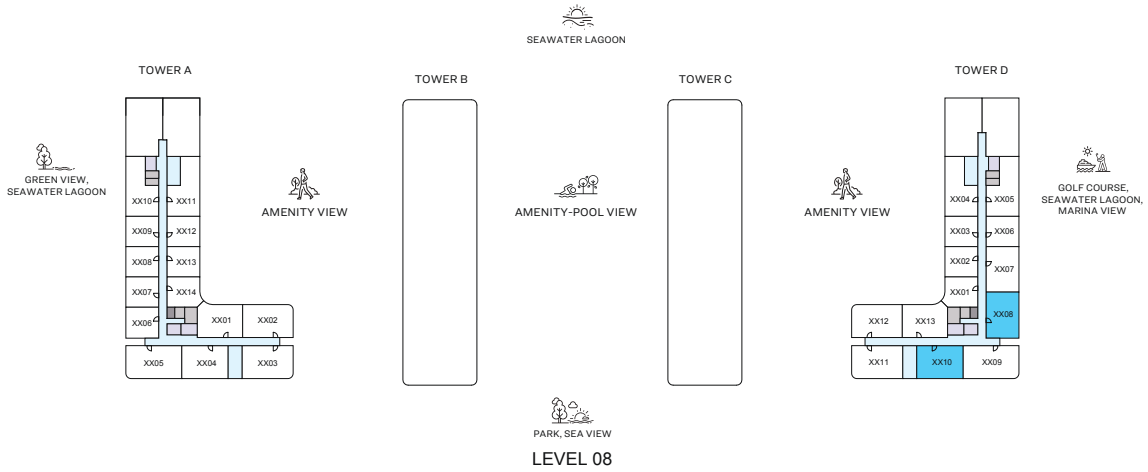 SEAWATER LAGOON
TOWER A
TOWER B
TOWER C
TOWER D
GREEN VIEW,
SEAWATER LAGOON
AMENITY VIEW
AMENITY-POOL VIEW
AMENITY VIEW
GOLF COURSE,
SEAWATER LAGOON,
MARINA VIEW
XX10 XX11
XX09 XX12
XX08 XX13
XX07 XX14
XX06 XX01 XX02
XX05 XX04 XX03
XX04 XX05
XX03 XX06
XX02 XX07
XX01
XX08
XX12 XX13
XX11 XX10 XX09
PARK, SEA VIEW
LEVEL 08